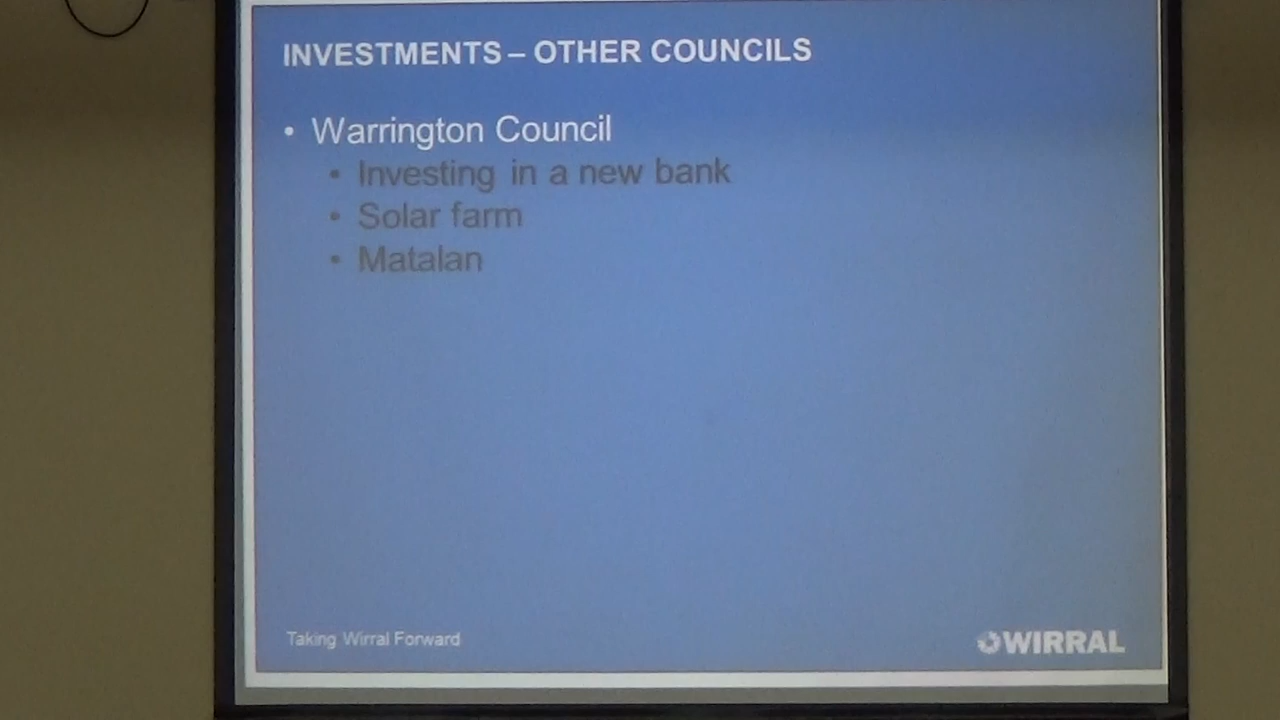 INVESTMENTS – OTHER COUNCILS
• Warrington Council
• Investing in a new bank
• Solar farm
• Matalan
Taking Wirral Forward
WIRRAL